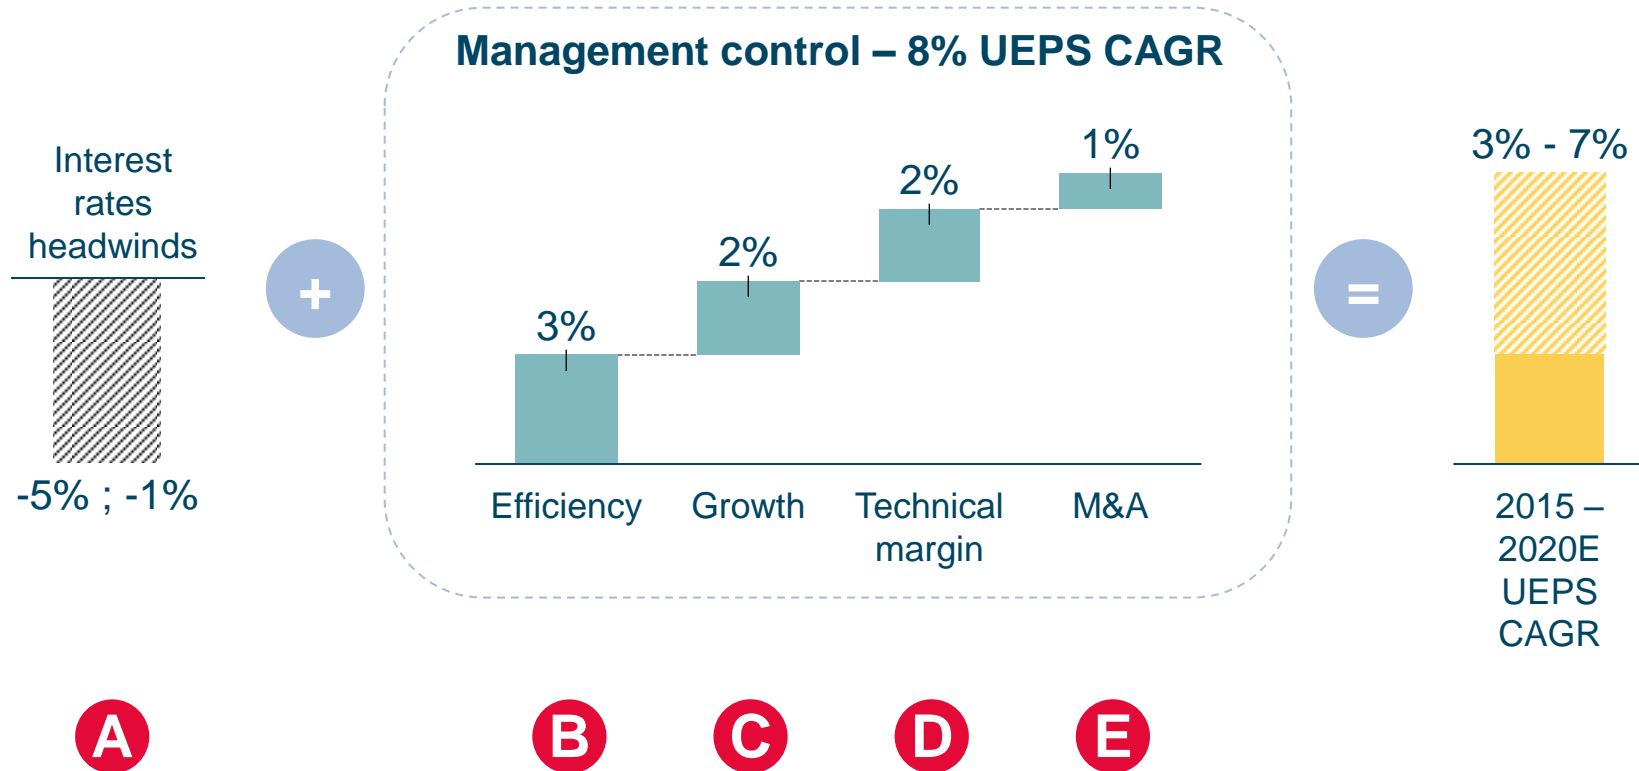 Management control – 8% UEPS CAGR
Interest
rates
headwinds
-5% ; -1%
+
3%
2%
2%
1%
Efficiency
Growth
Technical
margin
M&A
=
3% - 7%
2015 –
2020E
UEPS
CAGR
A
B
C
D
E